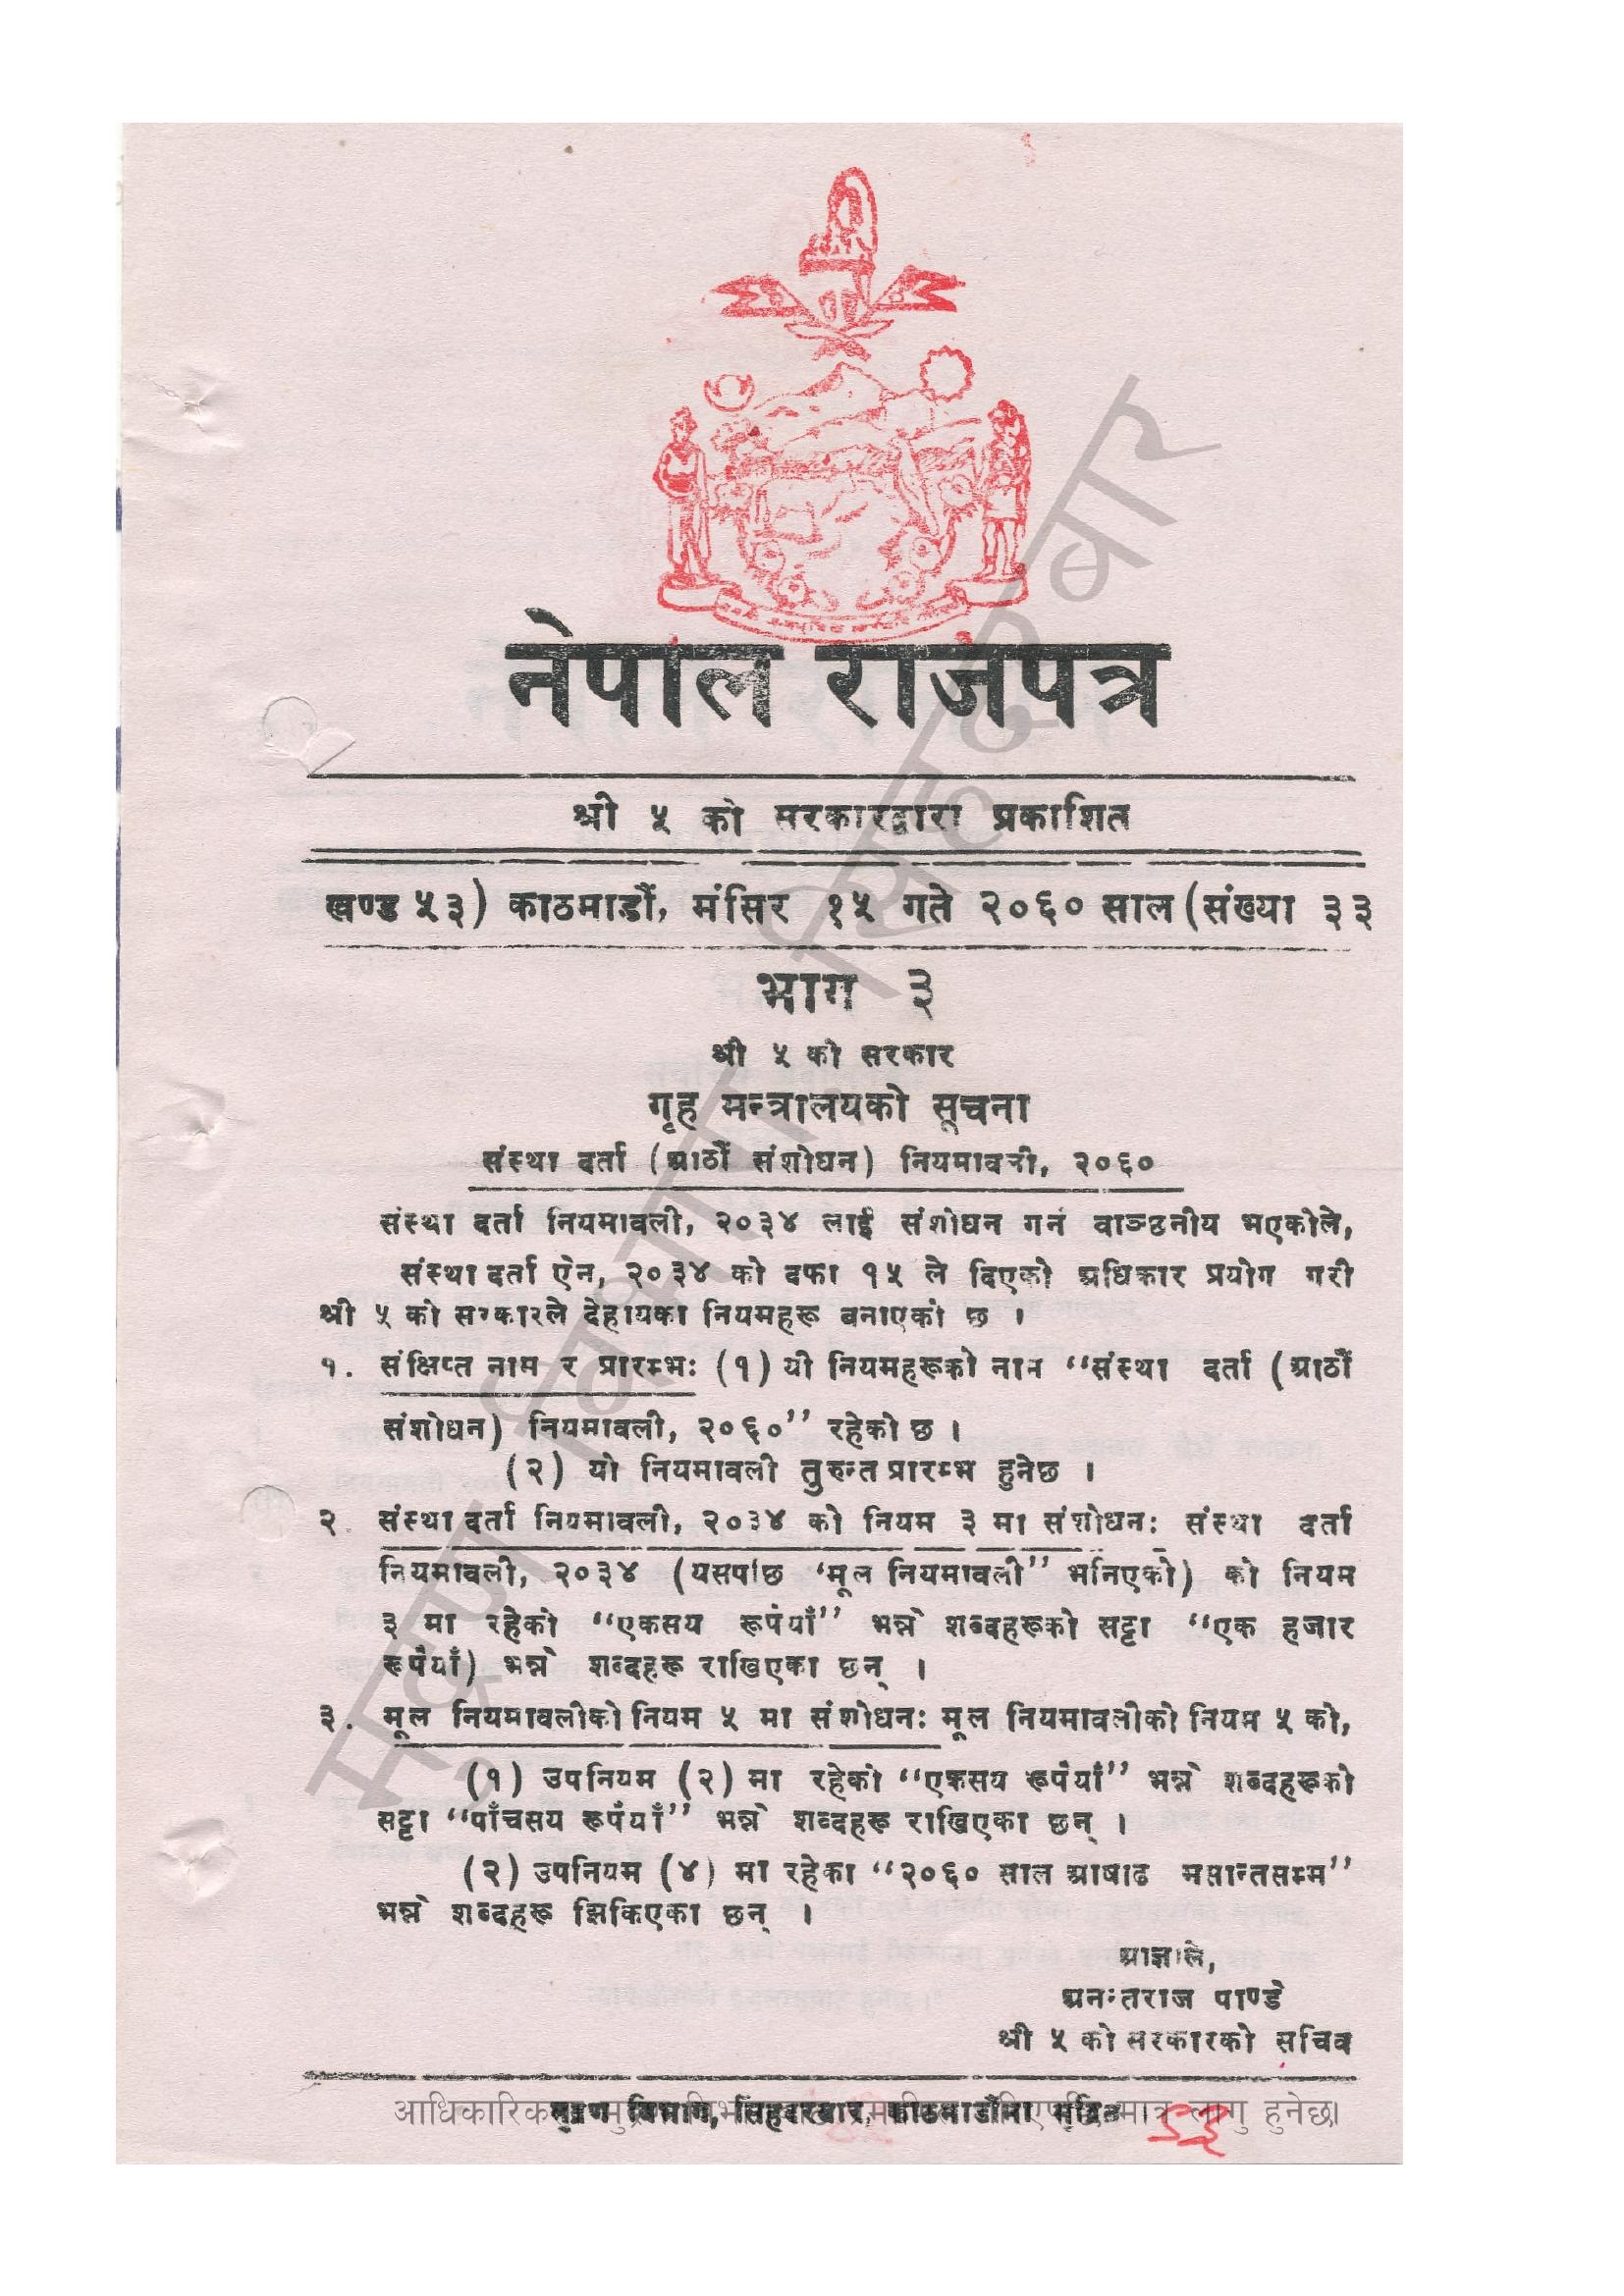 नेपाल राजपत्र
श्री ५ को सरकारद्वारा प्रकाशित
खण्ड ५३) काठमाडौं, मंसिर १५ गते २०६० साल (संख्या ३३
भाग ३
श्री ५ को सरकार
गृह मन्त्रालयको सूचना
संस्था दर्ता (आठौं संशोधन) नियमावली, २०६०
संस्था दर्ता नियमावली, २०३४ लाई संशोधन गर्न वाञ्छनीय भएकोले,
संस्था दर्ता ऐन, २०३४ को दफा १५ ले दिएको अधिकार प्रयोग गरी
श्री ५ को सरकारले देहायका नियमहरू बनाएको छ ।
१. संक्षिप्त नाम र प्रारम्भः (१) यी नियमहरूको नाम “संस्था दर्ता (आठौं
संशोधन) नियमावली, २०६०” रहेको छ ।
(२) यो नियमावली तुरुन्त प्रारम्भ हुनेछ ।
२. संस्था दर्ता नियमावली, २०३४ को नियम ३ मा संशोधनः संस्था दर्ता
नियमावली, २०३४ (यसपछि ‘मूल नियमावली” भनिएको) को नियम
३ मा रहेको “एकसय रूपैयाँ” भन्ने शब्दहरूको सट्टा “एक हजार
रूपैयाँ) भन्ने शब्दहरू राखिएका छन् ।
३. मूल नियमावलीको नियम ५ मा संशोधनः मूल नियमावलीको नियम ५ को,
(१) उपनियम (२) मा रहेको “एकसय रूपैयाँ” भन्ने शब्दहरूको
सट्टा “पाँचसय रूपैयाँ” भन्ने शब्दहरू राखिएका छन् ।
(२) उपनियम (४) मा रहेका “२०६० साल आषाढ मसान्तसम्म”
भन्ने शब्दहरू झिकिएका छन् ।
आज्ञाले,
अनन्तराज पाण्डे
श्री ५ को सरकारको सचिव
मुद्रण विभाग, सिंहदरबार, काठमाडौंमा मुद्रित ।
आधिकारिक मात्र लागु हुनेछ।
मुद्रण विभाग सिंहदरबार